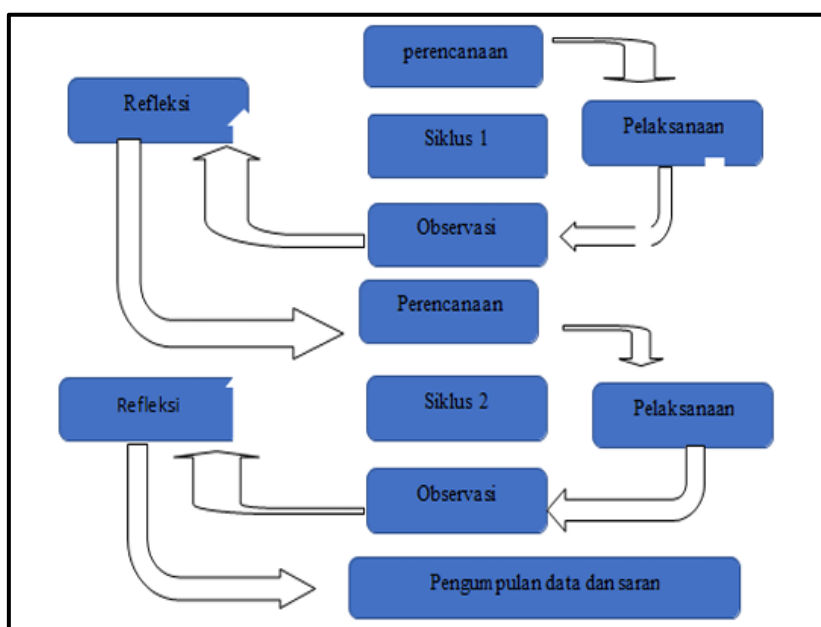 perencanaan
Refleksi
Pelaksanaan
Siklus 1
Observasi
Perencanaan
Refleksi
Siklus 2
Pelaksanaan
Observasi
Pengumpulan data dan saran